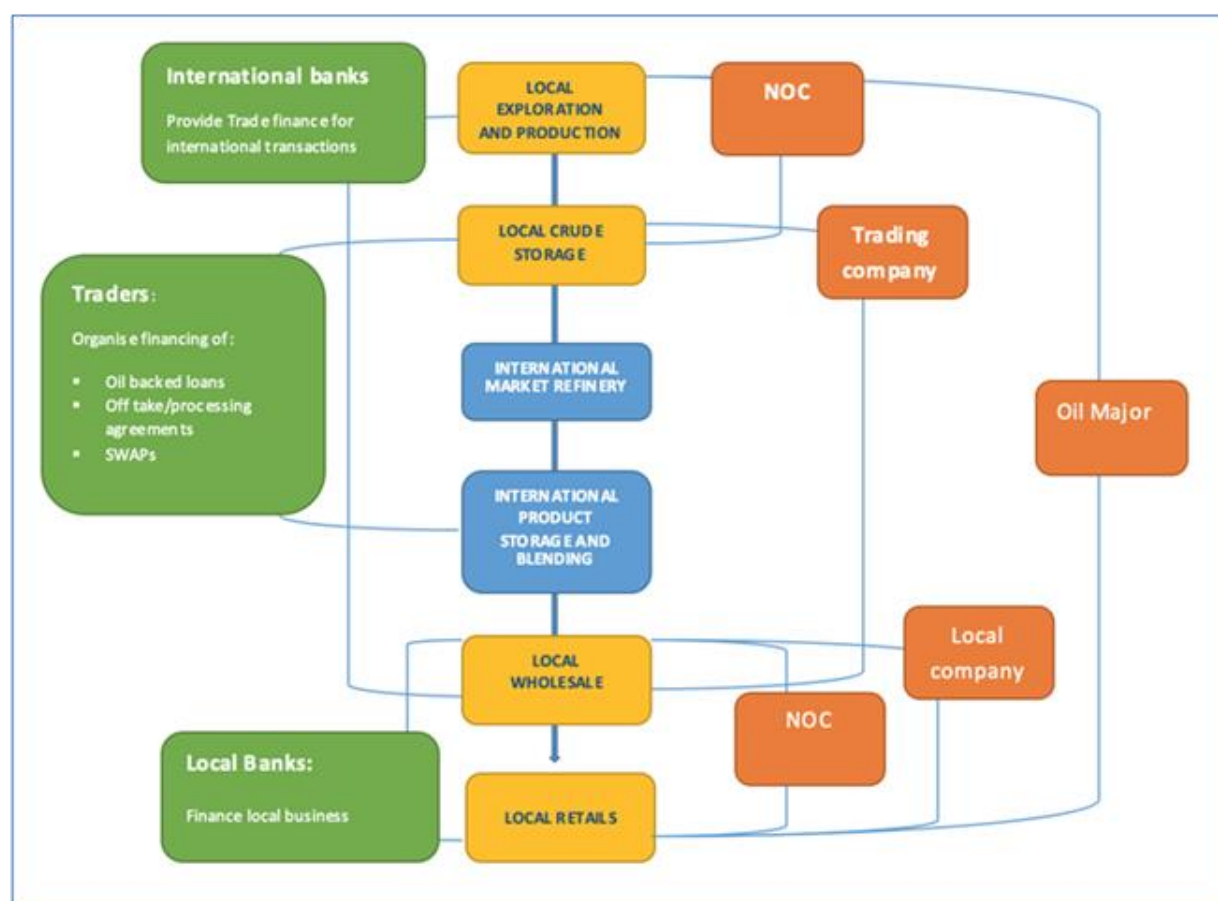 International banks
Provide Trade finance for
international transactions
LOCAL
EXPLORATION
AND PRODUCTION
NOC
LOCAL CRUDE
STORAGE
Trading
company
Traders:
Organise financing of:
▪ Oil backed loans
▪ Off take/processing
agreements
▪ SWAPs
INTERNATIONAL
MARKET REFINERY
Oil Major
INTERNATIONAL
PRODUCT
STORAGE AND
BLENDING
LOCAL
WHOLESALE
Local
company
NOC
Local Banks:
Finance local business
LOCAL RETAILS